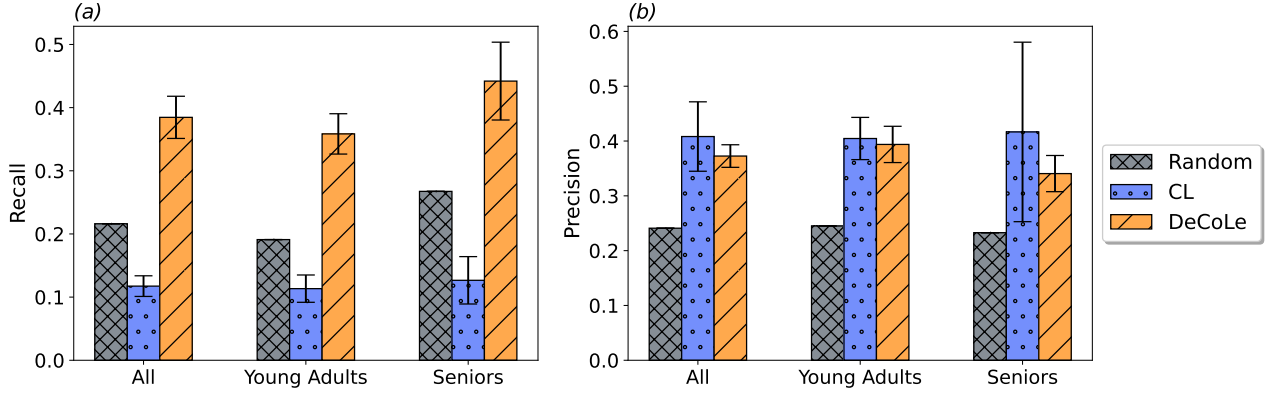 (a)
Recall
0.5
0.4
0.3
0.2
0.1
0.0
All
Young Adults
Seniors
(b)
Precision
0.6
0.5
0.4
0.3
0.2
0.1
0.0
All
Young Adults
Seniors
Random
CL
DeCoLe